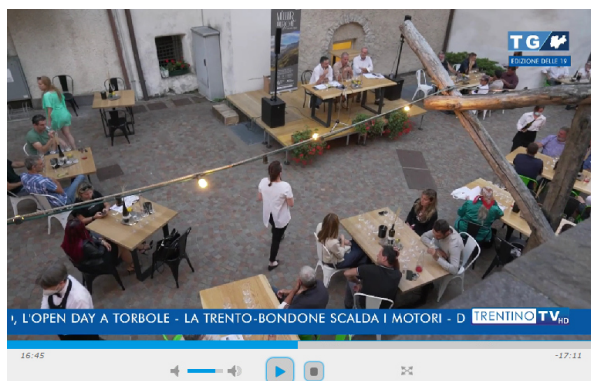 TG
EDIZIONE DELLE 19
, L'OPEN DAY A TORBOLE - LA TRENTO-BONDONE SCALDA I MOTORI - D
TRENTINO TV HD
16:45
-17:11